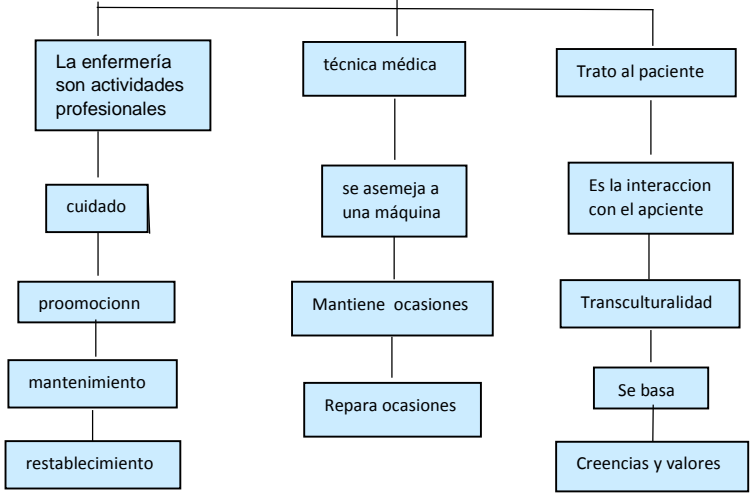 La enfermería
son actividades
profesionales
cuidado
proomocionn
mantenimiento
restablecimiento
técnica médica
se asemeja a
una máquina
Mantiene ocasiones
Repara ocasiones
Trato al paciente
Es la interaccion
con el apciente
Transculturalidad
Se basa
Creencias y valores